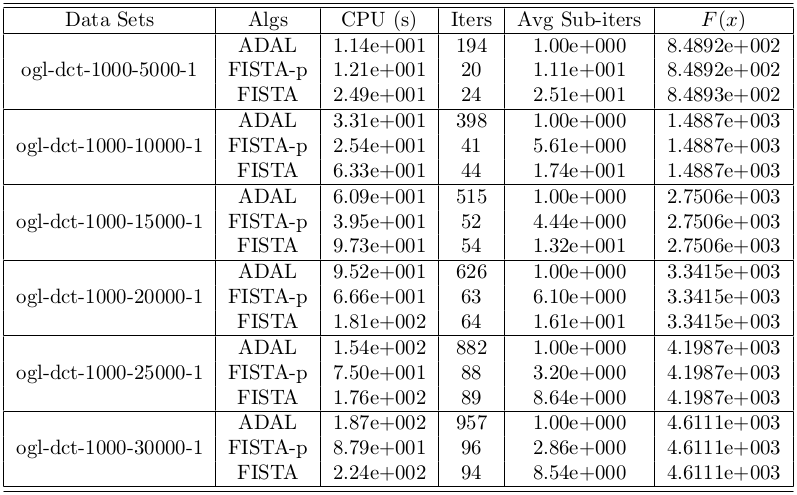 Data Sets Algs CPU (s) Iters Avg Sub-iters F(x)
ADAL 1.14e+001 194 1.00e+000 8.4892e+002
ogl-dct-1000-5000-1 FISTA-p 1.21e+001 20 1.11e+001 8.4892e+002
FISTA 2.49e+001 24 2.51e+001 8.4893e+002
ADAL 3.31e+001 398 1.00e+000 1.4887e+003
ogl-dct-1000-10000-1 FISTA-p 2.54e+001 41 5.61e+000 1.4887e+003
FISTA 6.33e+001 44 1.74e+001 1.4887e+003
ADAL 6.09e+001 515 1.00e+000 2.7506e+003
ogl-dct-1000-15000-1 FISTA-p 3.95e+001 52 4.44e+000 2.7506e+003
FISTA 9.73e+001 54 1.32e+001 2.7506e+003
ADAL 9.52e+001 626 1.00e+000 3.3415e+003
ogl-dct-1000-20000-1 FISTA-p 6.66e+001 63 6.10e+000 3.3415e+003
FISTA 1.81e+002 64 1.61e+001 3.3415e+003
ADAL 1.54e+002 882 1.00e+000 4.1987e+003
ogl-dct-1000-25000-1 FISTA-p 7.50e+001 88 3.20e+000 4.1987e+003
FISTA 1.76e+002 89 8.64e+000 4.1987e+003
ADAL 1.87e+002 957 1.00e+000 4.6111e+003
ogl-dct-1000-30000-1 FISTA-p 8.79e+001 96 2.86e+000 4.6111e+003
FISTA 2.24e+002 94 8.54e+000 4.6111e+003